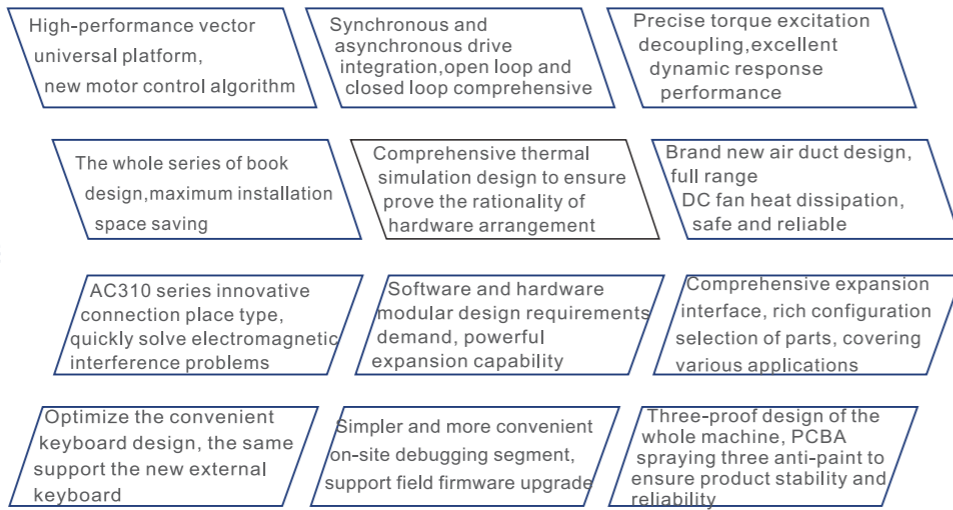 High-performance vector
universal platform,
new motor control algorithm
Synchronous and
asynchronous drive
integration,open loop and
closed loop comprehensive
Precise torque excitation
decoupling,excellent
dynamic response
performance
The whole series of book
design,maximum installation
space saving
Comprehensive thermal
simulation design to ensure
prove the rationality of
hardware arrangement
Brand new air duct design,
full range
DC fan heat dissipation,
safe and reliable
AC310 series innovative
connection place type,
quickly solve electromagnetic
interference problems
Software and hardware
modular design requirements
demand, powerful
expansion capability
Comprehensive expansion
interface, rich configuration
selection of parts, covering
various applications
Optimize the convenient
keyboard design, the same
support the new external
keyboard
Simpler and more convenient
on-site debugging segment,
support field firmware upgrade
Three-proof design of the
whole machine, PCBA
spraying three anti-paint to
ensure product stability and
reliability